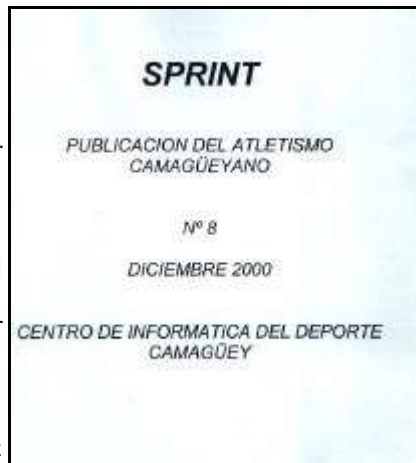 SPRINT
PUBLICACION DEL ATLETISMO
CAMAGÜEYANO
Nº 8
DICIEMBRE 2000
CENTRO DE INFORMATICA DEL DEPORTE
CAMAGÜEY